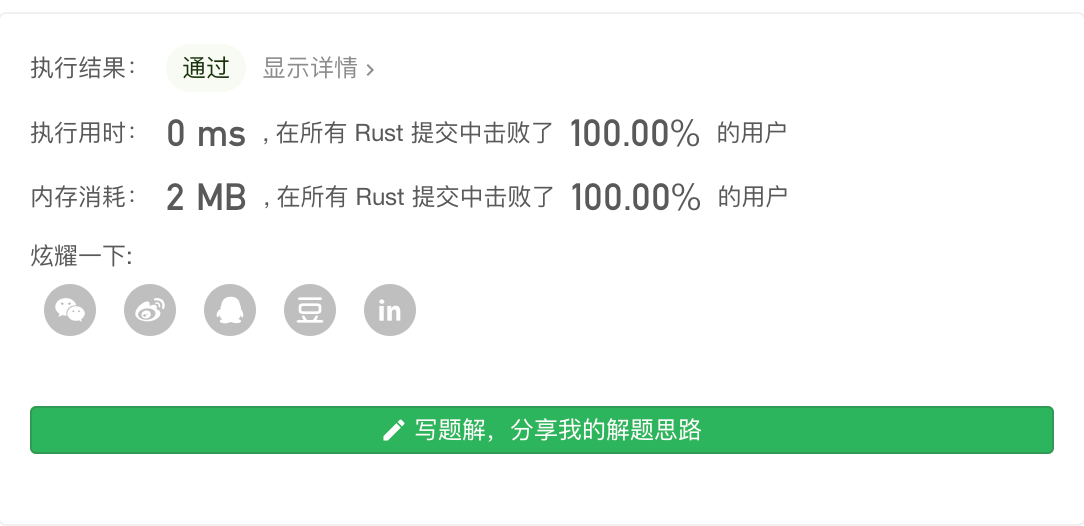 执行结果： 通过 显示详情 ›
执行用时： 0 ms , 在所有 Rust 提交中击败了 100.00% 的用户
内存消耗： 2 MB , 在所有 Rust 提交中击败了 100.00% 的用户
炫耀一下:
豆 in
写题解，分享我的解题思路